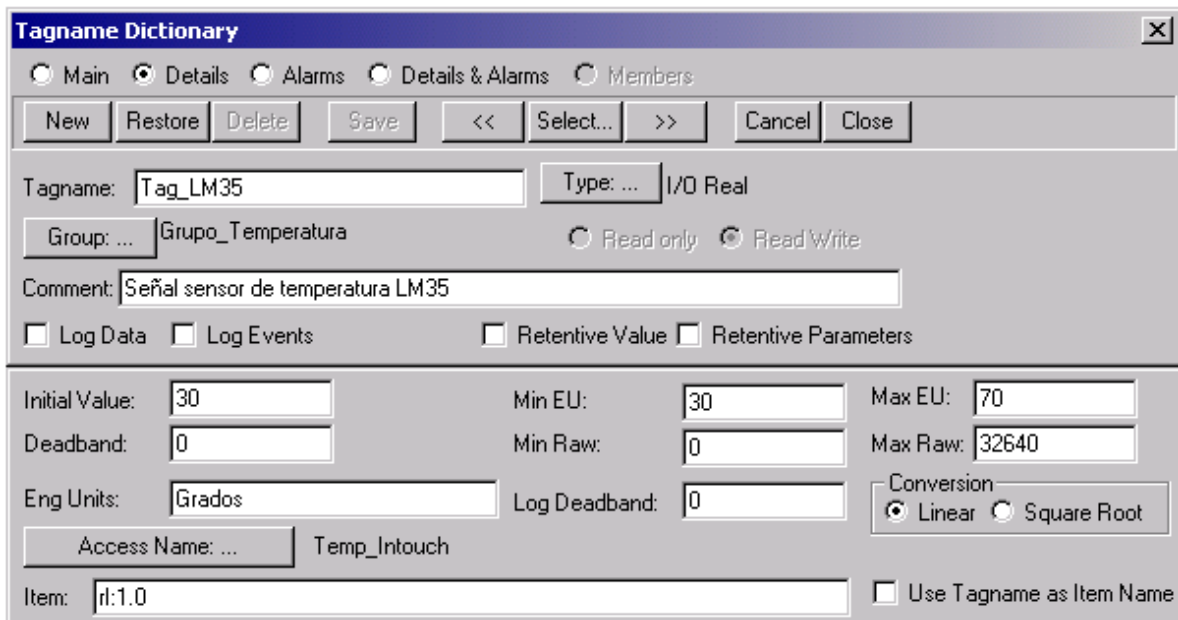 Tagname Dictionary
Main Details Alarms Details & Alarms Members
New Restore Delete Save << Select... >> Cancel Close
Tagname: Tag_LM35 Type: ... I/O Real
Group: ... Grupo_Temperatura Read only Read Write
Comment: Señal sensor de temperatura LM35
Log Data Log Events Retentive Value Retentive Parameters
Initial Value: 30 Min EU: 30 Max EU: 70
Deadband: 0 Min Raw: 0 Max Raw: 32640
Eng Units: Grados Log Deadband: 0 Conversion
Linear Square Root
Access Name: ... Temp_Intouch
Item: rl:1.0 Use Tagname as Item Name